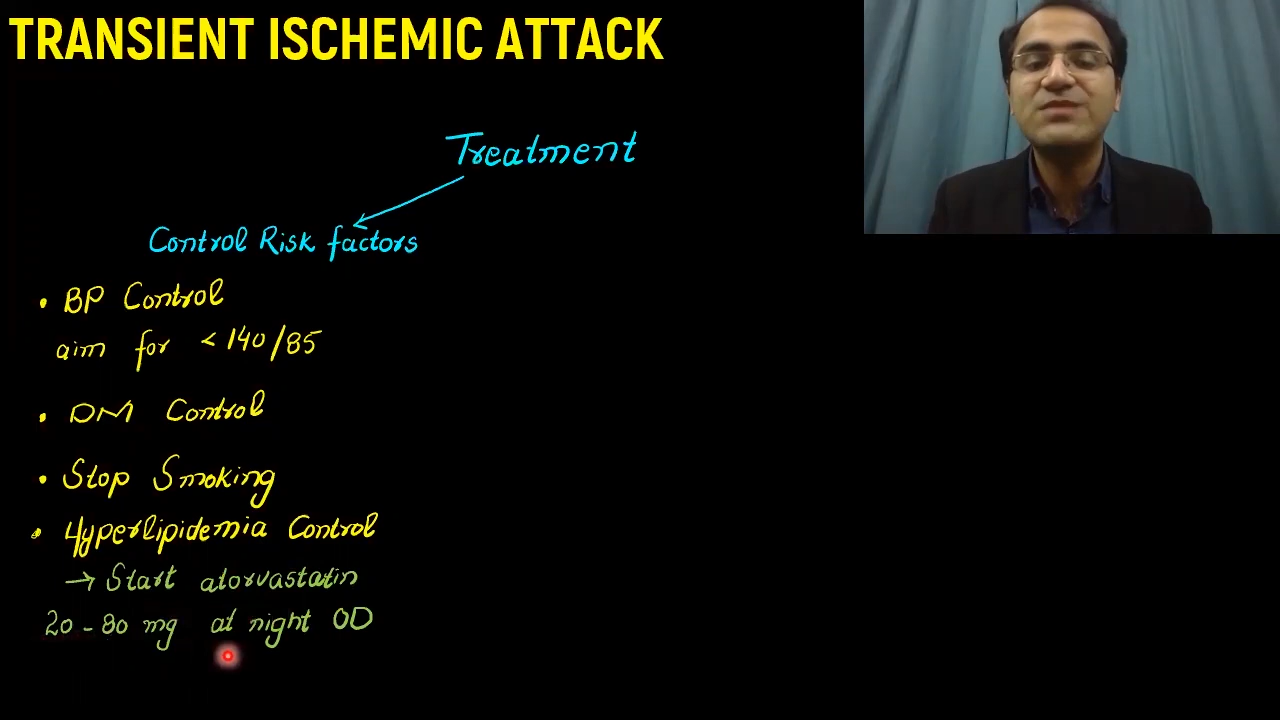 TRANSIENT ISCHEMIC ATTACK
Treatment
Control Risk factors
• BP Control
aim for < 140/85
• DM Control
• Stop Smoking
• Hyperlipidemia Control
→ Start atorvastatin
20-80 mg at night OD